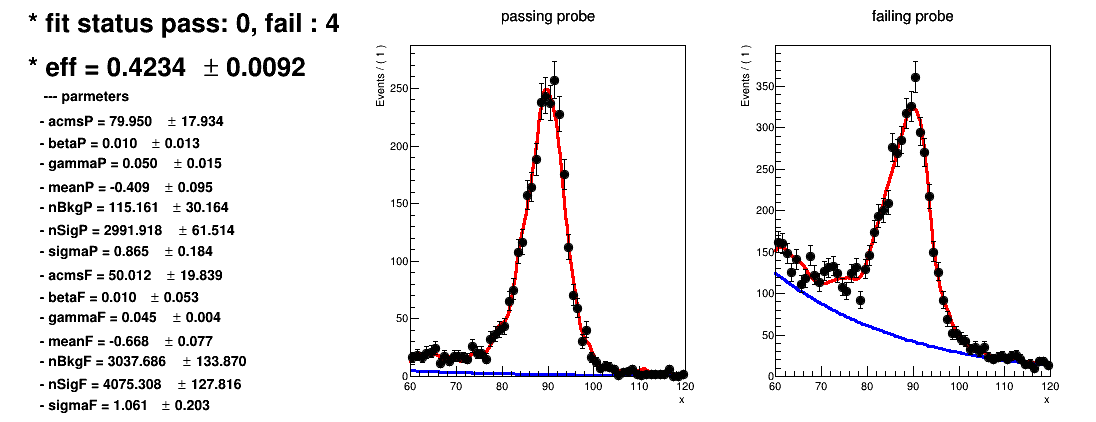 * fit status pass: 0, fail : 4
* eff = 0.4234 ± 0.0092
--- parmeters
- acmsP = 79.950 ± 17.934
- betaP = 0.010 ± 0.013
- gammaP = 0.050 ± 0.015
- meanP = -0.409 ± 0.095
- nBkgP = 115.161 ± 30.164
- nSigP = 2991.918 ± 61.514
- sigmaP = 0.865 ± 0.184
- acmsF = 50.012 ± 19.839
- betaF = 0.010 ± 0.053
- gammaF = 0.045 ± 0.004
- meanF = -0.668 ± 0.077
- nBkgF = 3037.686 ± 133.870
- nSigF = 4075.308 ± 127.816
- sigmaF = 1.061 ± 0.203
passing probe
Events / ( 1 )
250
200
150
100
50
0
60 70 80 90 100 110 120
x
failing probe
Events / ( 1 )
350
300
250
200
150
100
50
0
60 70 80 90 100 110 120
x